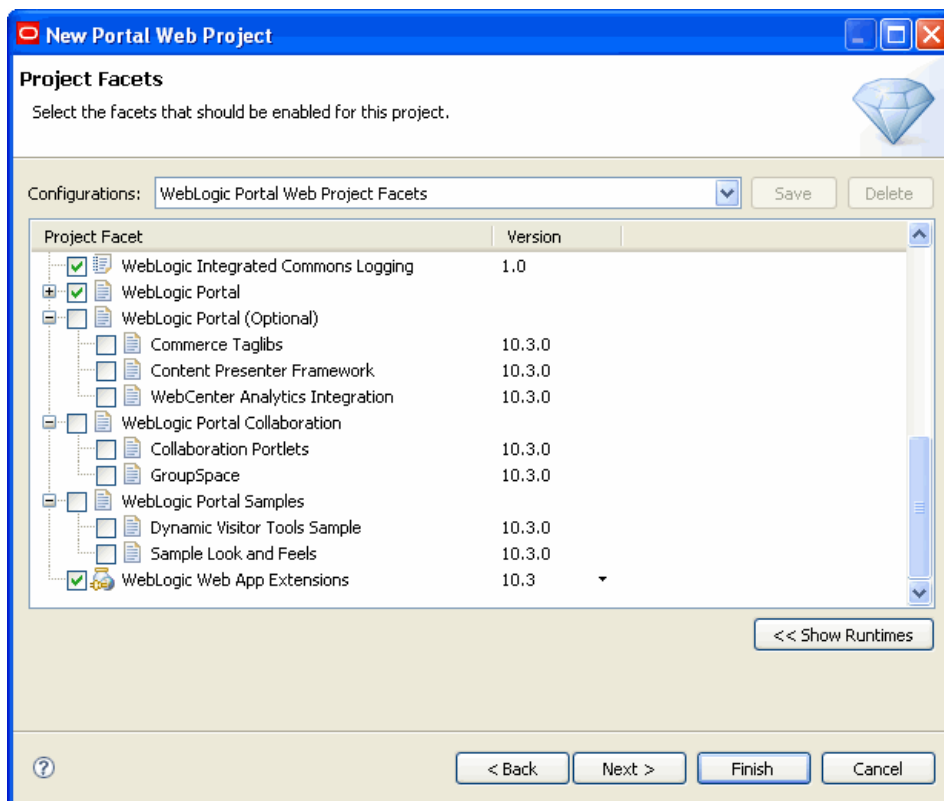 New Portal Web Project
Project Facets
Select the facets that should be enabled for this project.
Configurations: WebLogic Portal Web Project Facets Save Delete
Project Facet Version
WebLogic Integrated Commons Logging 1.0
WebLogic Portal
WebLogic Portal (Optional)
Commerce Taglibs 10.3.0
Content Presenter Framework 10.3.0
WebCenter Analytics Integration 10.3.0
WebLogic Portal Collaboration
Collaboration Portlets 10.3.0
GroupSpace 10.3.0
WebLogic Portal Samples
Dynamic Visitor Tools Sample 10.3.0
Sample Look and Feels 10.3.0
WebLogic Web App Extensions 10.3
<< Show Runtimes
? < Back Next > Finish Cancel